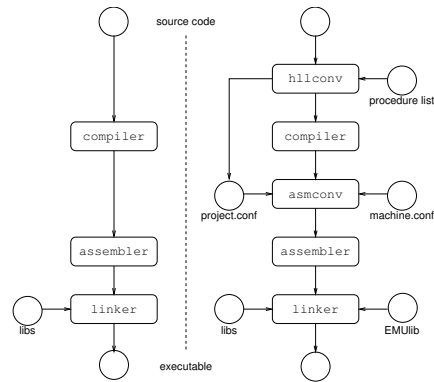 source code
hllconv
procedure list
compiler
compiler
asmconv
project.conf
machine.conf
assembler
assembler
linker
linker
libs
libs
EMUlib
executable